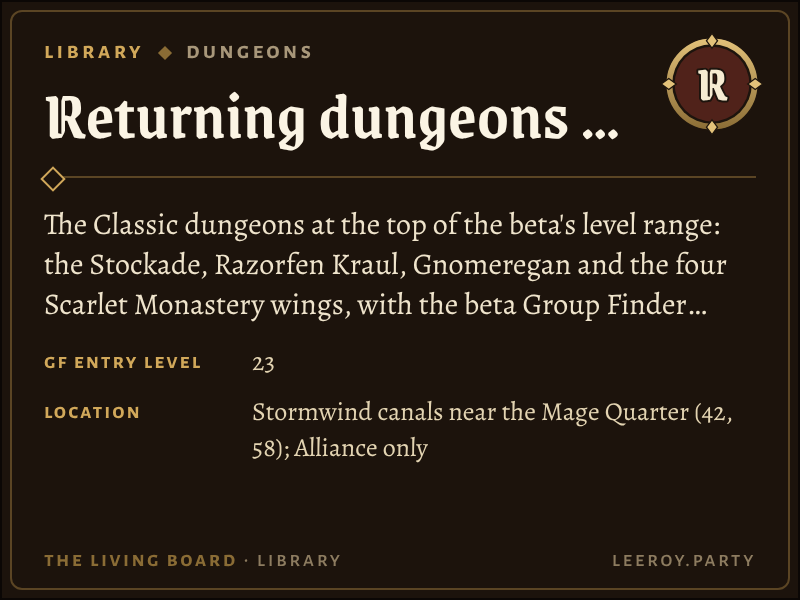 LIBRARY ◆ DUNGEONS
R
Returning dungeons ...
The Classic dungeons at the top of the beta's level range:
the Stockade, Razorfen Kraul, Gnomeregan and the four
Scarlet Monastery wings, with the beta Group Finder...
GF ENTRY LEVEL 23
LOCATION Stormwind canals near the Mage Quarter (42,
58); Alliance only
THE LIVING BOARD · LIBRARY
LEEROY.PARTY